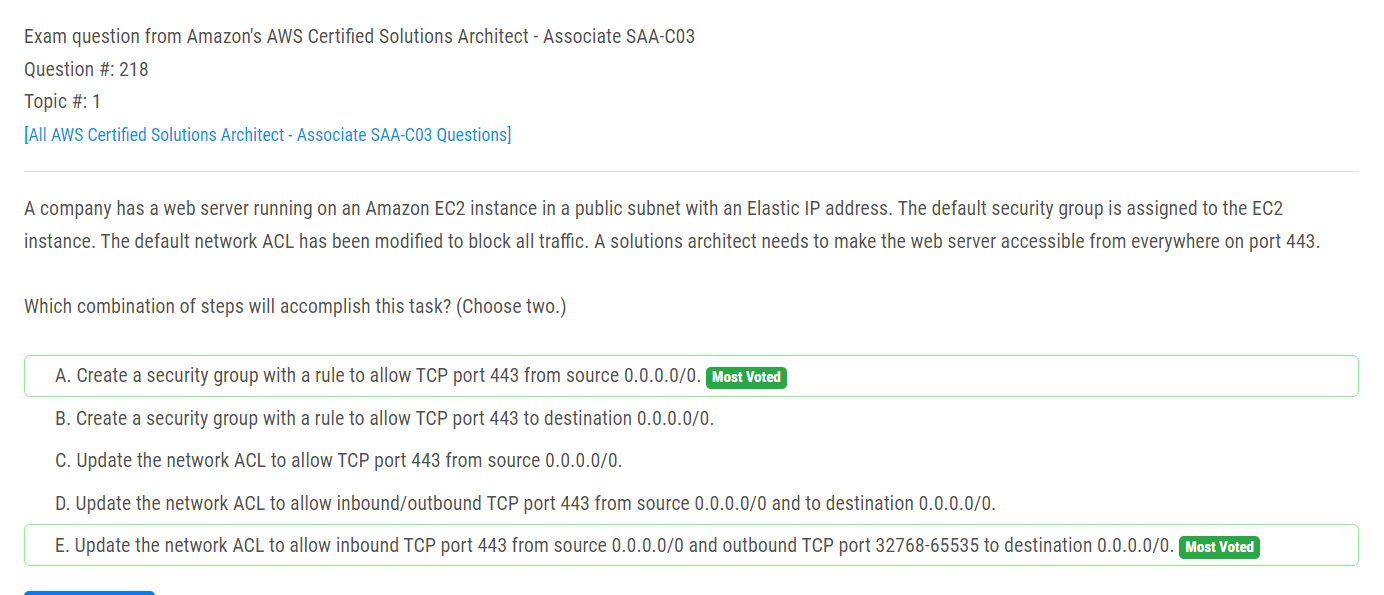 Exam question from Amazon's AWS Certified Solutions Architect - Associate SAA-C03
Question #: 218
Topic #: 1
[All AWS Certified Solutions Architect - Associate SAA-C03 Questions]
A company has a web server running on an Amazon EC2 instance in a public subnet with an Elastic IP address. The default security group is assigned to the EC2
instance. The default network ACL has been modified to block all traffic. A solutions architect needs to make the web server accessible from everywhere on port 443.
Which combination of steps will accomplish this task? (Choose two.)
A. Create a security group with a rule to allow TCP port 443 from source 0.0.0.0/0. Most Voted
B. Create a security group with a rule to allow TCP port 443 to destination 0.0.0.0/0.
C. Update the network ACL to allow TCP port 443 from source 0.0.0.0/0.
D. Update the network ACL to allow inbound/outbound TCP port 443 from source 0.0.0.0/0 and to destination 0.0.0.0/0.
E. Update the network ACL to allow inbound TCP port 443 from source 0.0.0.0/0 and outbound TCP port 32768-65535 to destination 0.0.0.0/0. Most Voted